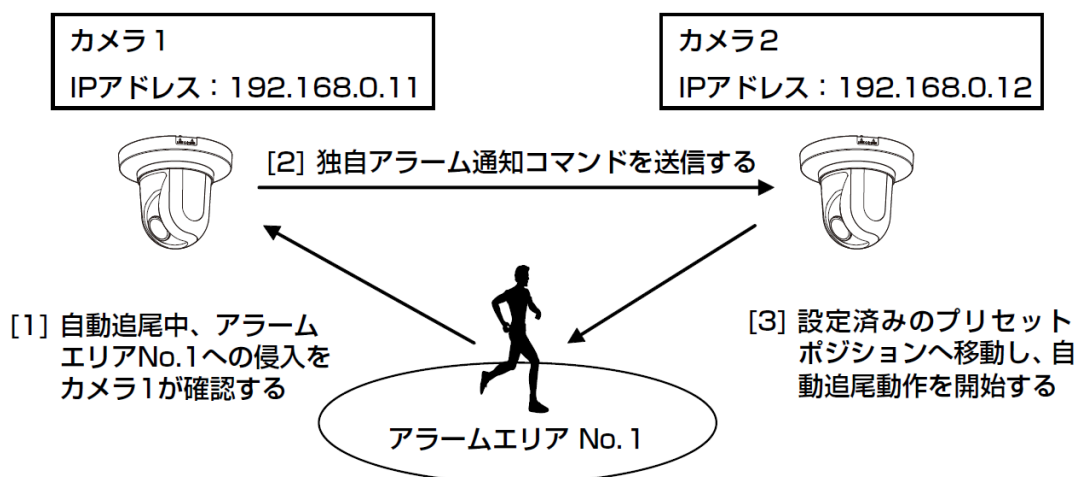 カメラ1
IPアドレス：192.168.0.11
カメラ2
IPアドレス：192.168.0.12
[2] 独自アラーム通知コマンドを送信する
[1] 自動追尾中、アラーム
エリアNo.1への侵入を
カメラ1が確認する
[3] 設定済みのプリセット
ポジションへ移動し、自
動追尾動作を開始する
アラームエリア No.1